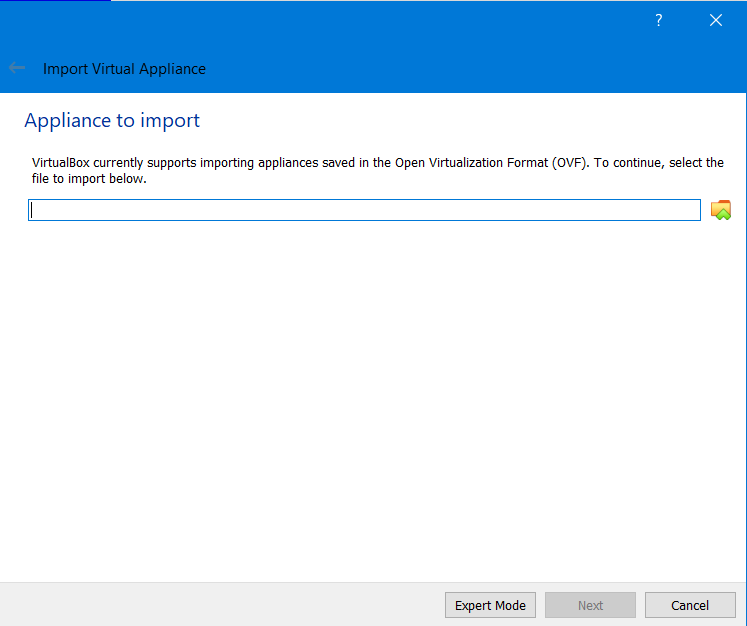 ?
Import Virtual Appliance
Appliance to import
VirtualBox currently supports importing appliances saved in the Open Virtualization Format (OVF). To continue, select the
file to import below.
Expert Mode Next Cancel